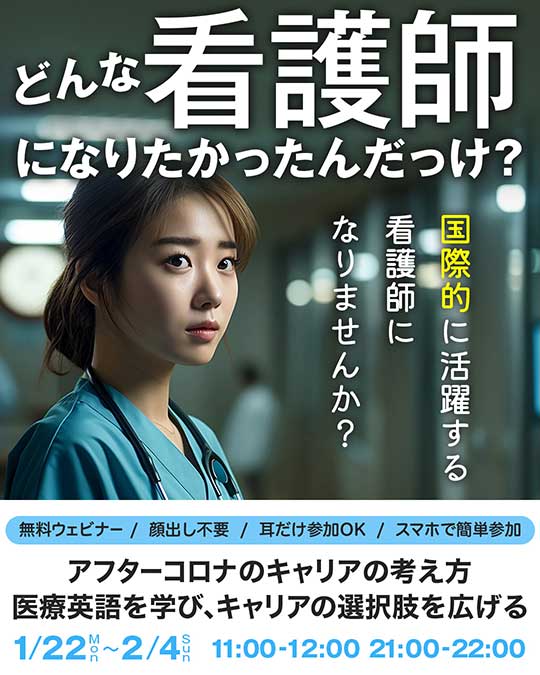 どんな看護師
になりたかったんだっけ？
国際的に活躍する
看護師に
なりませんか？
無料ウェビナー / 顔出し不要 / 耳だけ参加OK / スマホで簡単参加
アフターコロナのキャリアの考え方
医療英語を学び、キャリアの選択肢を広げる
1/22Mon～2/4Sun 11:00-12:00 21:00-22:00